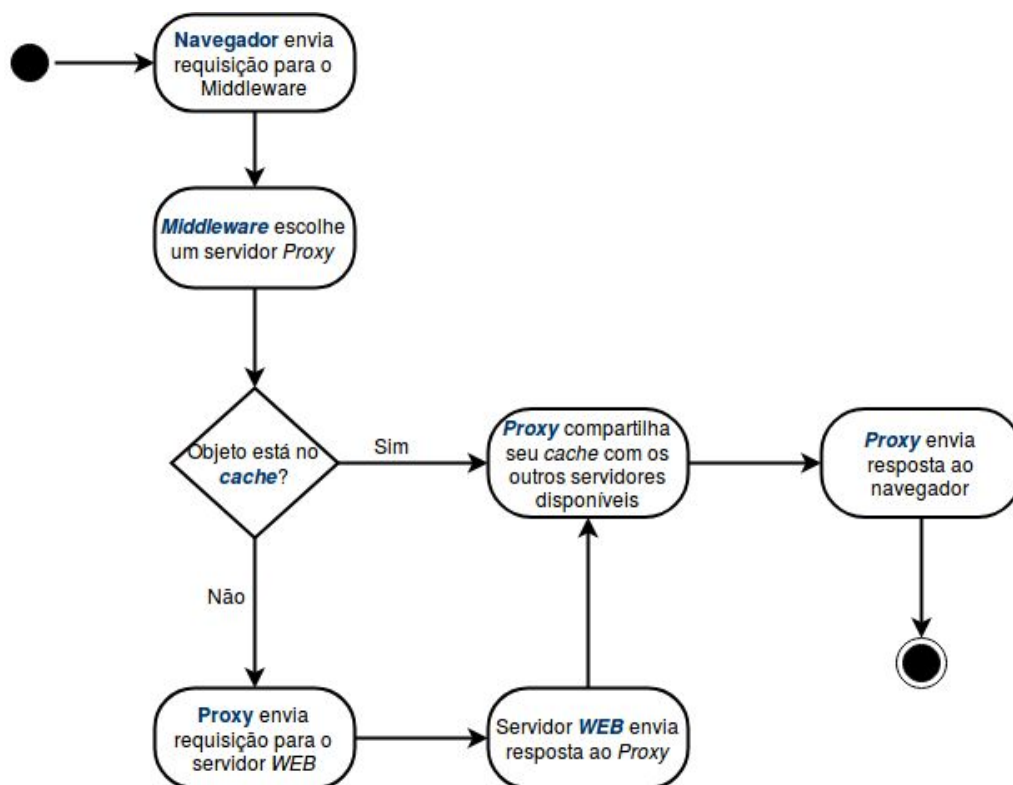 Navegador envia
requisição para o
Middleware
Middleware escolhe
um servidor Proxy
Objeto está no
cache?
Sim
Proxy compartilha
seu cache com os
outros servidores
disponíveis
Proxy envia
resposta ao
navegador
Não
Proxy envia
requisição para o
servidor WEB
Servidor WEB envia
resposta ao Proxy